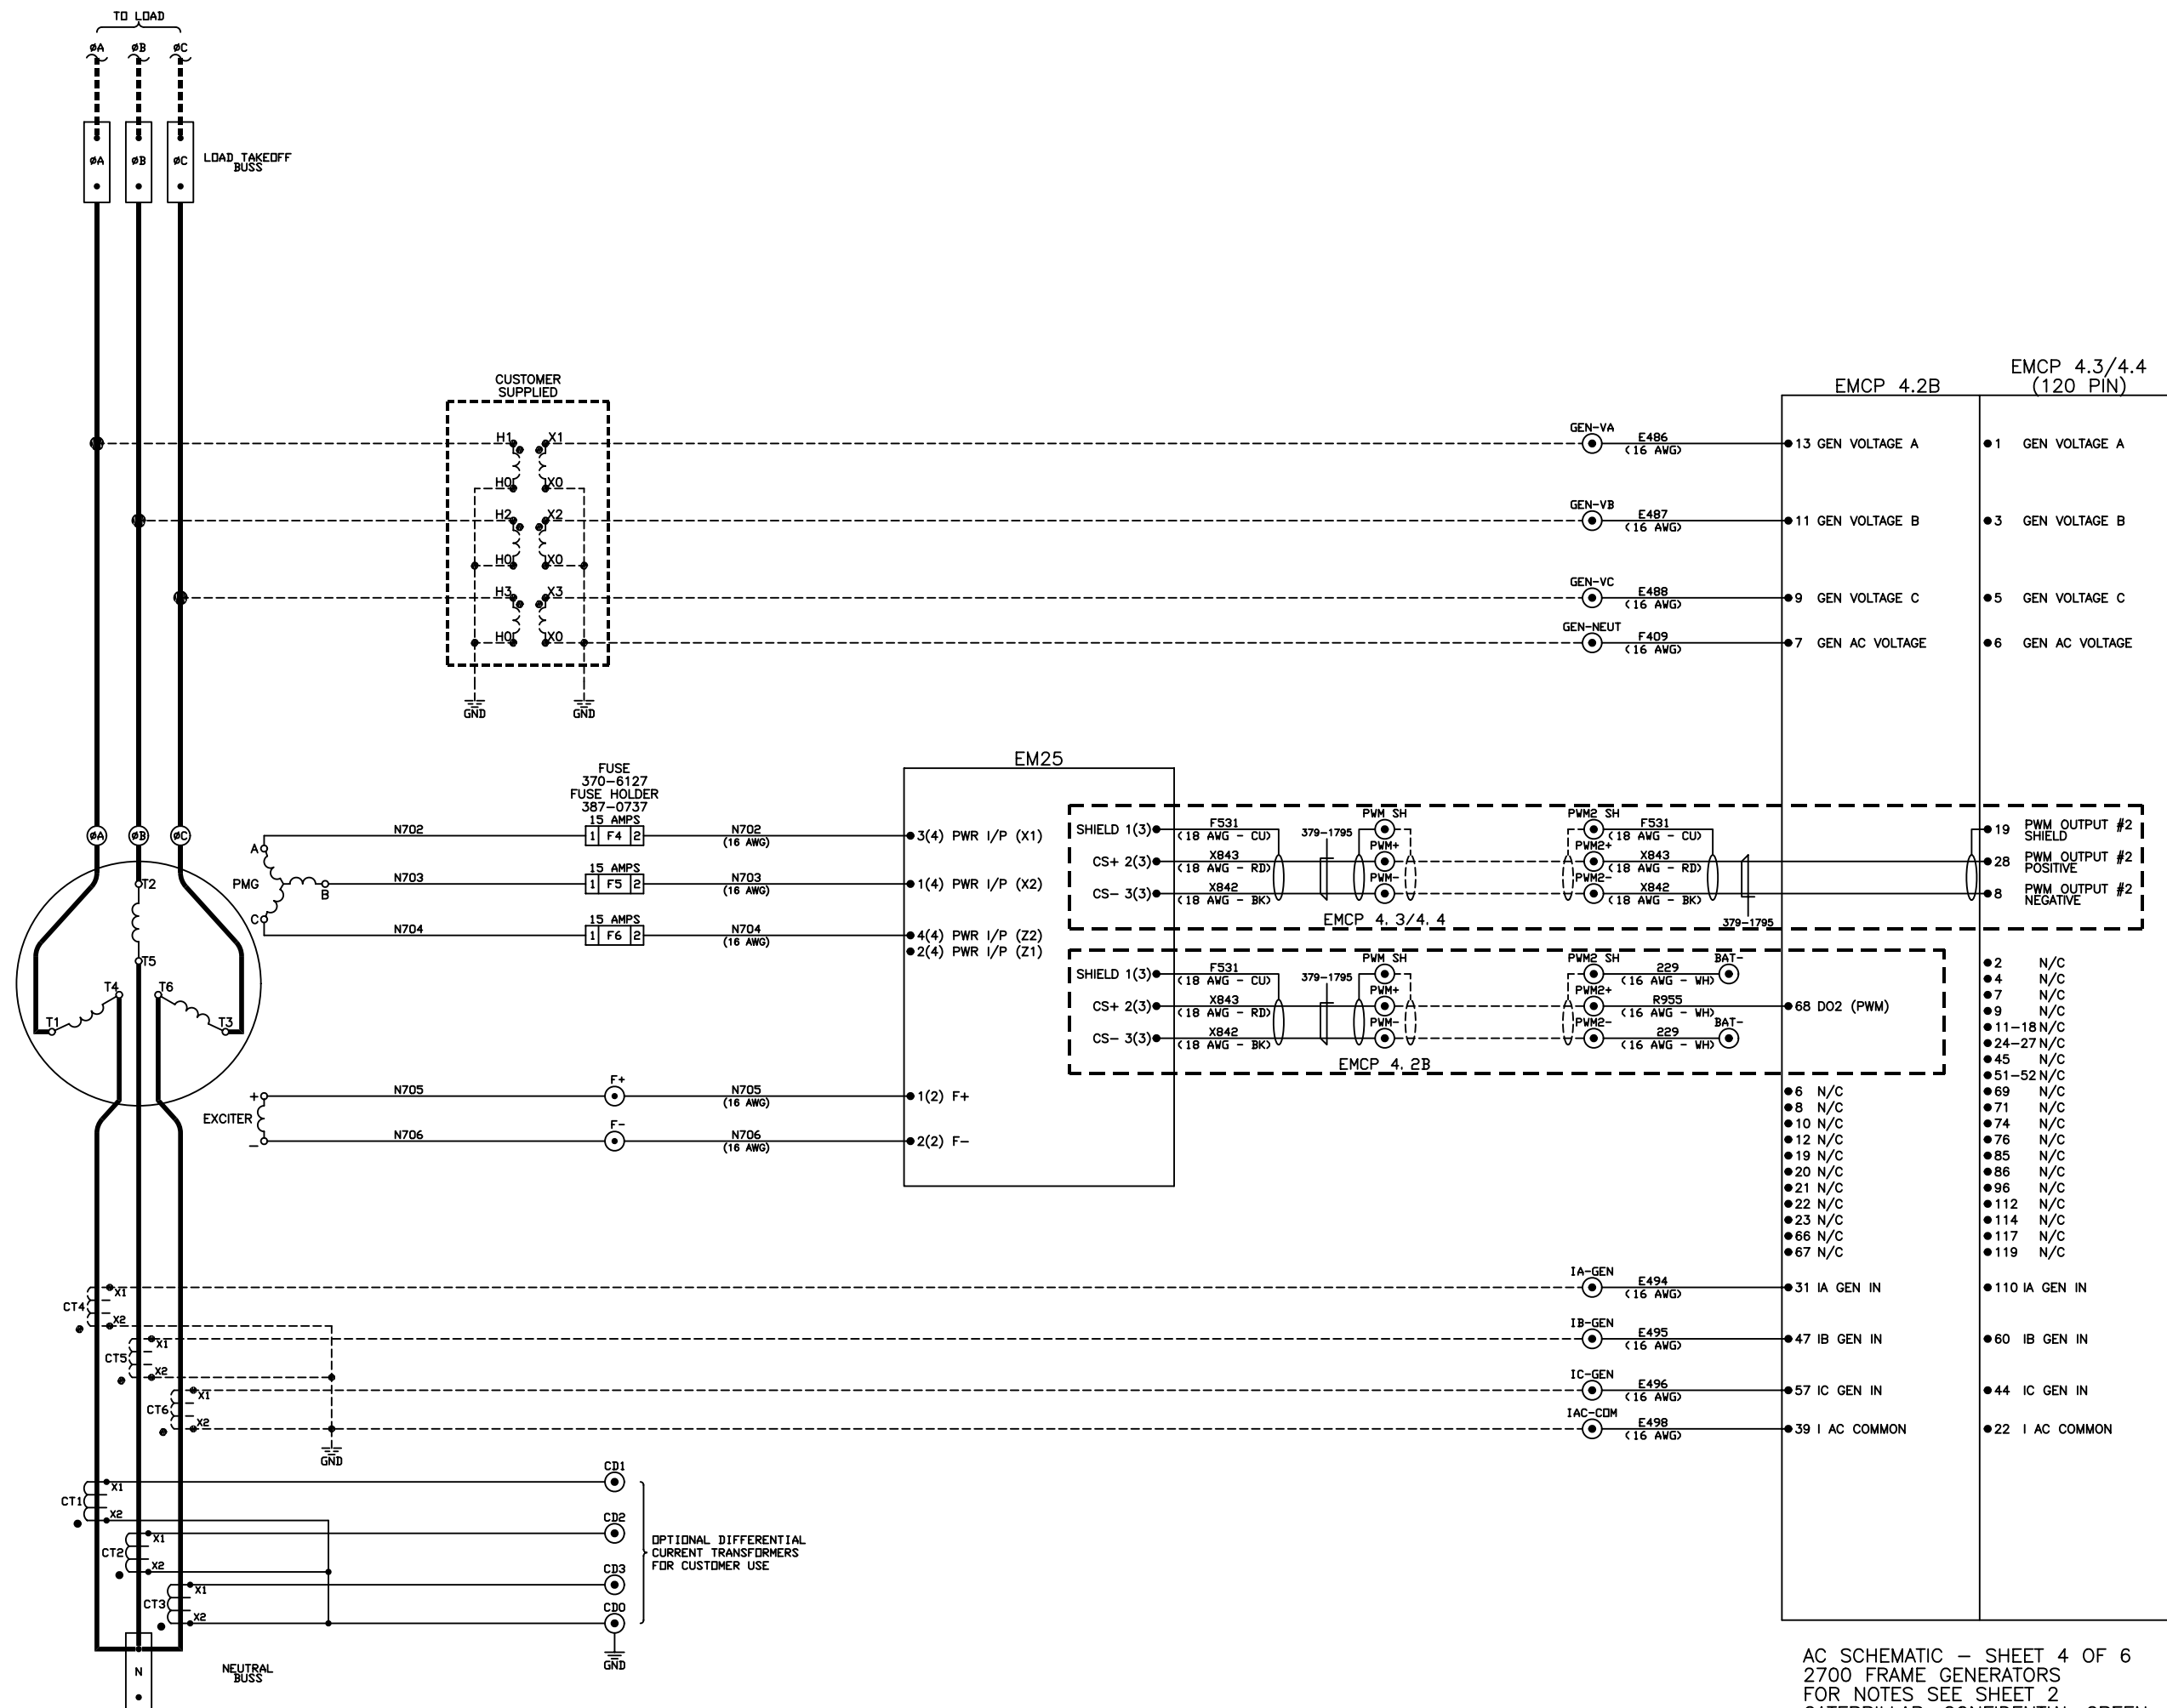 TO LOAD
ØA ØB ØC
ØA ØB ØC
LOAD TAKEOFF
BUSS
CUSTOMER
SUPPLIED
H1 X1
H0 X0
H2 X2
H0 X0
H3 X3
H0 X0
GND GND
GEN-VA
E486
(16 AWG)
GEN-VB
E487
(16 AWG)
GEN-VC
E488
(16 AWG)
GEN-NEUT
F409
(16 AWG)
EMCP 4.2B
EMCP 4.3/4.4
(120 PIN)
13 GEN VOLTAGE A
1 GEN VOLTAGE A
11 GEN VOLTAGE B
3 GEN VOLTAGE B
9 GEN VOLTAGE C
5 GEN VOLTAGE C
7 GEN AC VOLTAGE
6 GEN AC VOLTAGE
ØA ØB ØC
T2
T5
T4 T6
T1 T3
PMG
A
B
C
FUSE
370-6127
FUSE HOLDER
387-0737
15 AMPS
N702 1 F4 2 N702
(16 AWG)
15 AMPS
N703 1 F5 2 N703
(16 AWG)
15 AMPS
N704 1 F6 2 N704
(16 AWG)
EM25
3(4) PWR I/P (X1)
1(4) PWR I/P (X2)
4(4) PWR I/P (Z2)
2(4) PWR I/P (Z1)
SHIELD 1(3)
F531
(18 AWG - CU)
CS+ 2(3)
X843
(18 AWG - RD)
CS- 3(3)
X842
(18 AWG - BK)
379-1795
PWM SH
PWM+
PWM-
PWM2 SH
PWM2+
PWM2-
F531
(18 AWG - CU)
X843
(18 AWG - RD)
X842
(18 AWG - BK)
379-1795
EMCP 4.3/4.4
19 PWM OUTPUT #2
SHIELD
28 PWM OUTPUT #2
POSITIVE
8 PWM OUTPUT #2
NEGATIVE
SHIELD 1(3)
F531
(18 AWG - CU)
CS+ 2(3)
X843
(18 AWG - RD)
CS- 3(3)
X842
(18 AWG - BK)
379-1795
PWM SH
PWM+
PWM-
PWM2 SH
PWM2+
PWM2-
229
(16 AWG - WH)
BAT-
R955
(16 AWG - WH)
229
(16 AWG - WH)
BAT-
EMCP 4.2B
68 DO2 (PWM)
2 N/C
4 N/C
7 N/C
9 N/C
11-18 N/C
24-27 N/C
45 N/C
51-52 N/C
69 N/C
71 N/C
74 N/C
76 N/C
85 N/C
86 N/C
96 N/C
112 N/C
114 N/C
117 N/C
119 N/C
6 N/C
8 N/C
10 N/C
12 N/C
19 N/C
20 N/C
21 N/C
22 N/C
23 N/C
66 N/C
67 N/C
EXCITER
+
-
N705 F+ N705
(16 AWG)
1(2) F+
N706 F- N706
(16 AWG)
2(2) F-
CT4 X1
X2
CT5 X1
X2
CT6 X1
X2
GND
IA-GEN
E494
(16 AWG)
IB-GEN
E495
(16 AWG)
IC-GEN
E496
(16 AWG)
IAC-COM
E498
(16 AWG)
31 IA GEN IN
110 IA GEN IN
47 IB GEN IN
60 IB GEN IN
57 IC GEN IN
44 IC GEN IN
39 I AC COMMON
22 I AC COMMON
CT1 X1
X2
CT2 X1
X2
CT3 X1
X2
CD1
CD2
CD3
CD0
GND
OPTIONAL DIFFERENTIAL
CURRENT TRANSFORMERS
FOR CUSTOMER USE
N
NEUTRAL
BUSS
AC SCHEMATIC - SHEET 4 OF 6
2700 FRAME GENERATORS
FOR NOTES SEE SHEET 2
CATERPILLAR: CONFIDENTIAL GREEN